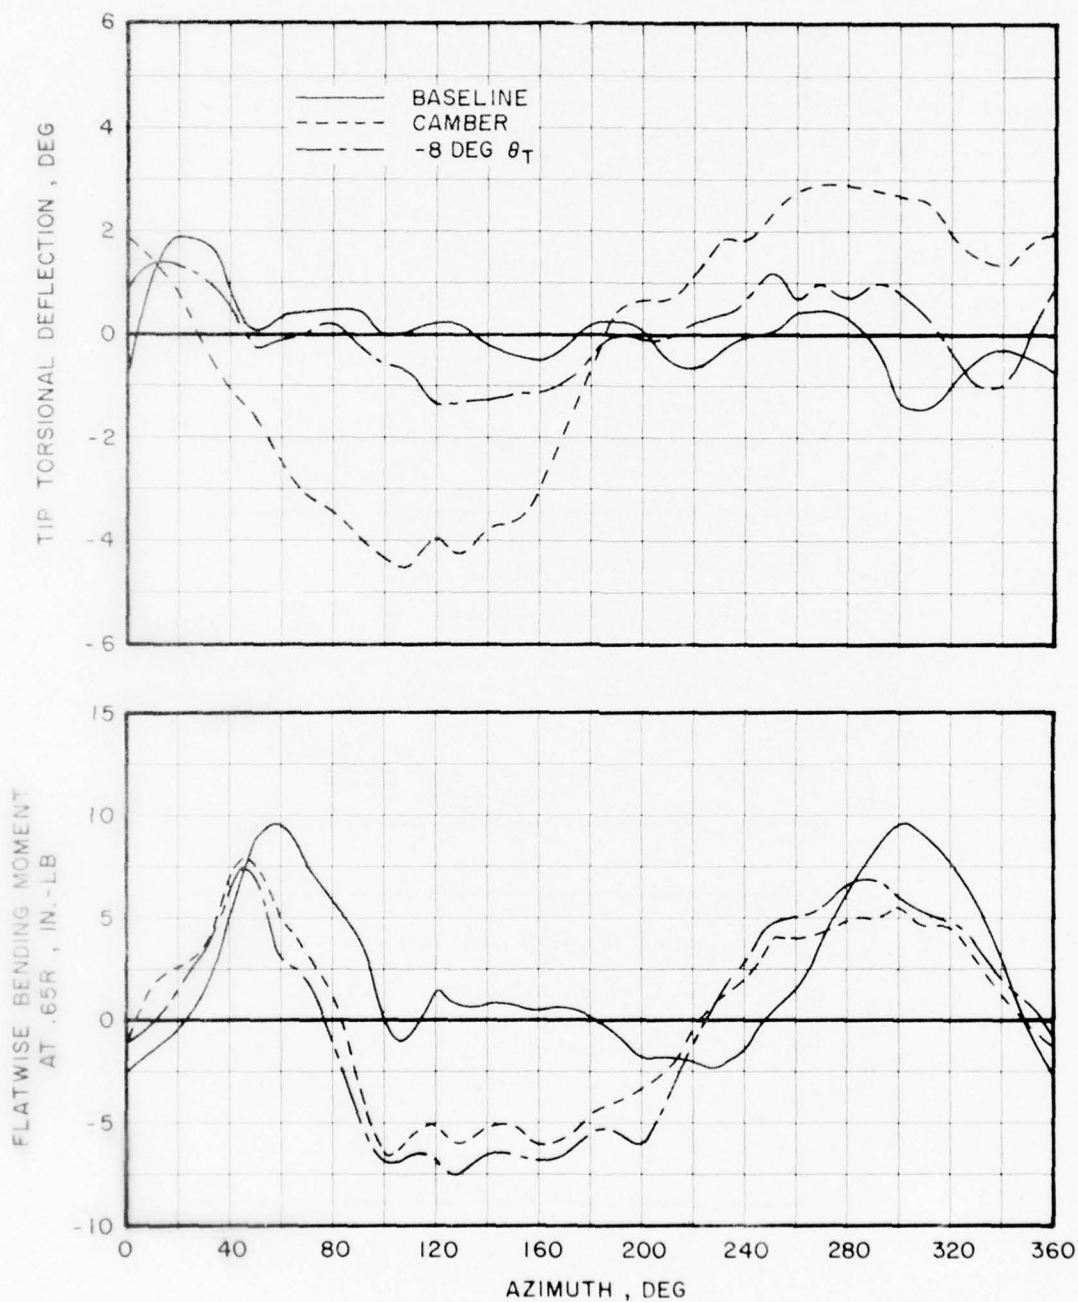 6
4
2
0
-2
-4
-6
TIP TORSIONAL DEFLECTION, DEG
BASELINE
CAMBER
-8 DEG θT
15
10
5
0
-5
-10
FLATWISE BENDING MOMENT
AT .65R, IN.-LB
0 40 80 120 160 200 240 280 320 360
AZIMUTH, DEG